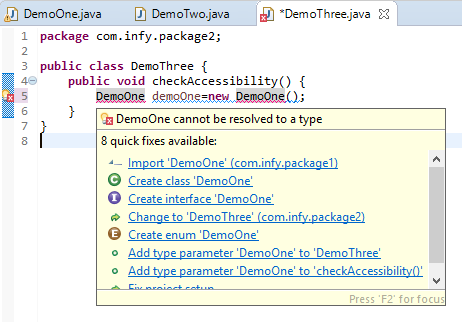 DemoOne.java DemoTwo.java *DemoThree.java
1 package com.infy.package2;
2
3 public class DemoThree {
4 public void checkAccessibility() {
5 DemoOne demoOne=new DemoOne();
6 }
7 }
8
DemoOne cannot be resolved to a type
8 quick fixes available:
Import 'DemoOne' (com.infy.package1)
C Create class 'DemoOne'
I Create interface 'DemoOne'
Change to 'DemoThree' (com.infy.package2)
E Create enum 'DemoOne'
Add type parameter 'DemoOne' to 'DemoThree'
Add type parameter 'DemoOne' to 'checkAccessibility()'
Fix project setup
Press 'F2' for focus